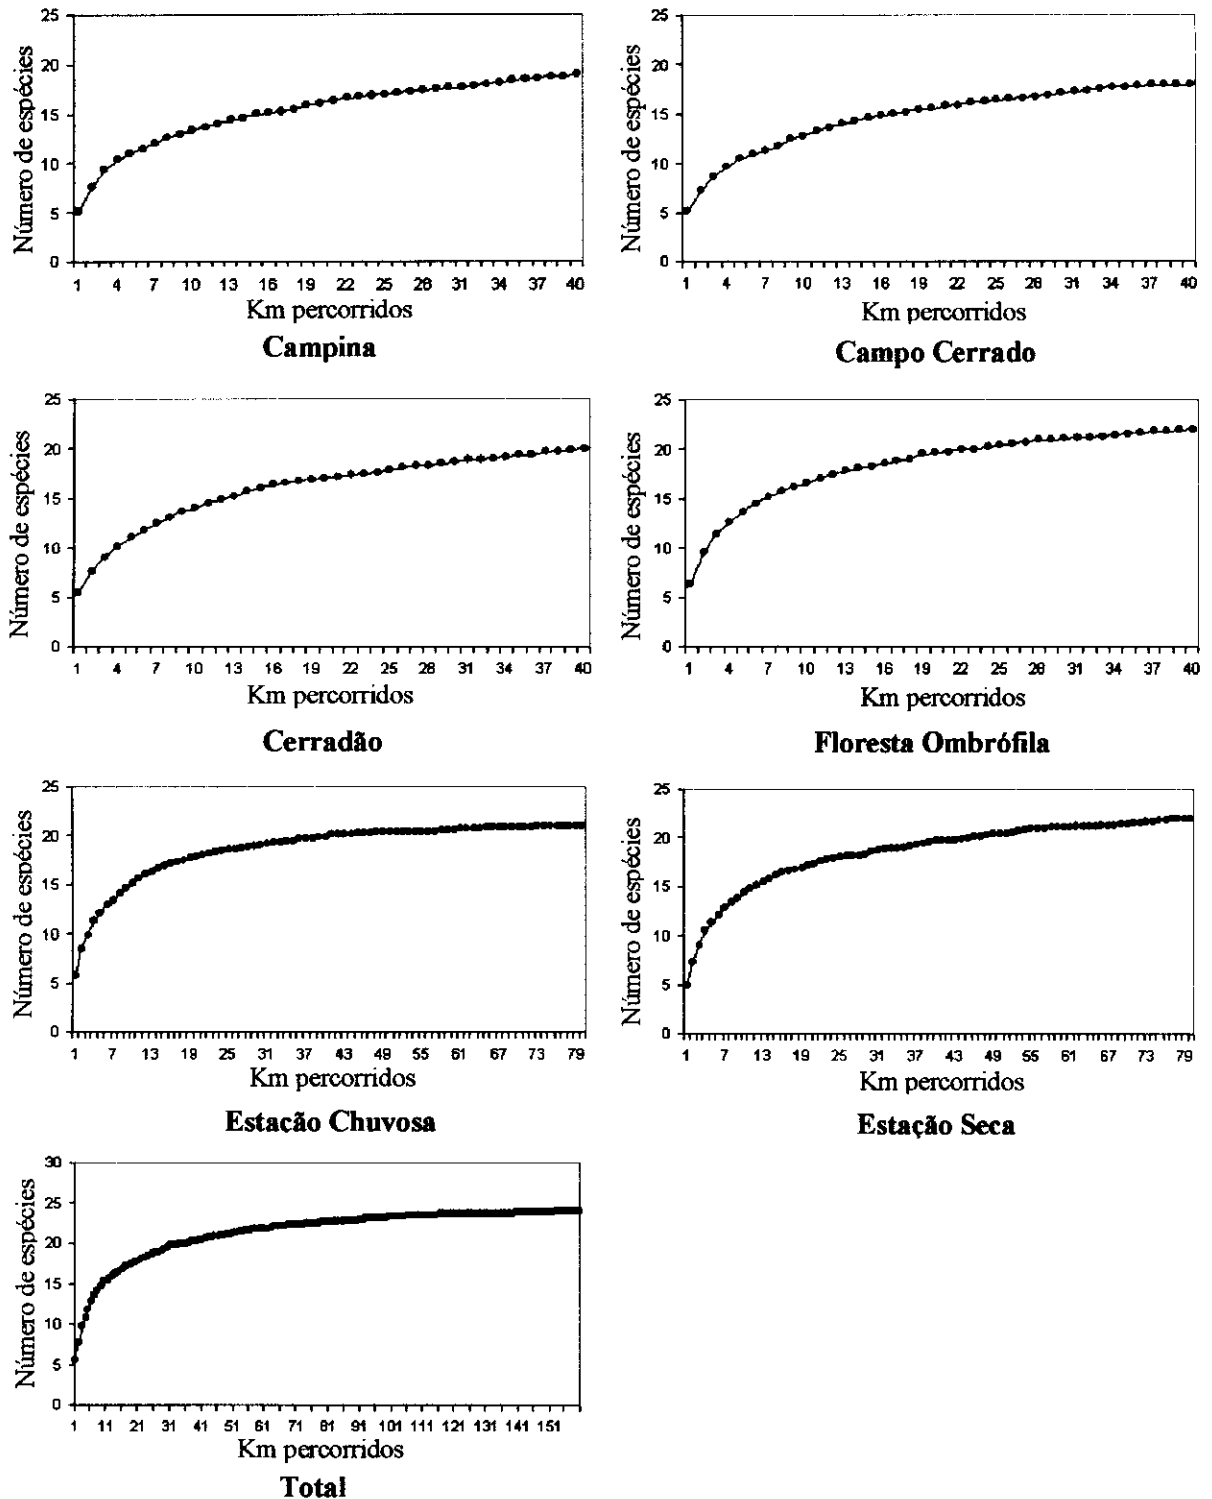 25
20
15
10
5
0
Número de espécies
1 4 7 10 13 16 19 22 25 28 31 34 37 40
Km percorridos
Campina
25
20
15
10
5
0
Número de espécies
1 4 7 10 13 16 19 22 25 28 31 34 37 40
Km percorridos
Campo Cerrado
25
20
15
10
5
0
Número de espécies
1 4 7 10 13 16 19 22 25 28 31 34 37 40
Km percorridos
Cerradão
25
20
15
10
5
0
Número de espécies
1 4 7 10 13 16 19 22 25 28 31 34 37 40
Km percorridos
Floresta Ombrófila
25
20
15
10
5
0
Número de espécies
1 7 13 19 25 31 37 43 49 55 61 67 73 79
Km percorridos
Estacão Chuvosa
25
20
15
10
5
0
Número de espécies
1 7 13 19 25 31 37 43 49 55 61 67 73 79
Km percorridos
Estação Seca
30
25
20
15
10
5
0
Número de espécies
1 11 21 31 41 51 61 71 81 91 101 111 121 131 141 151
Km percorridos
Total